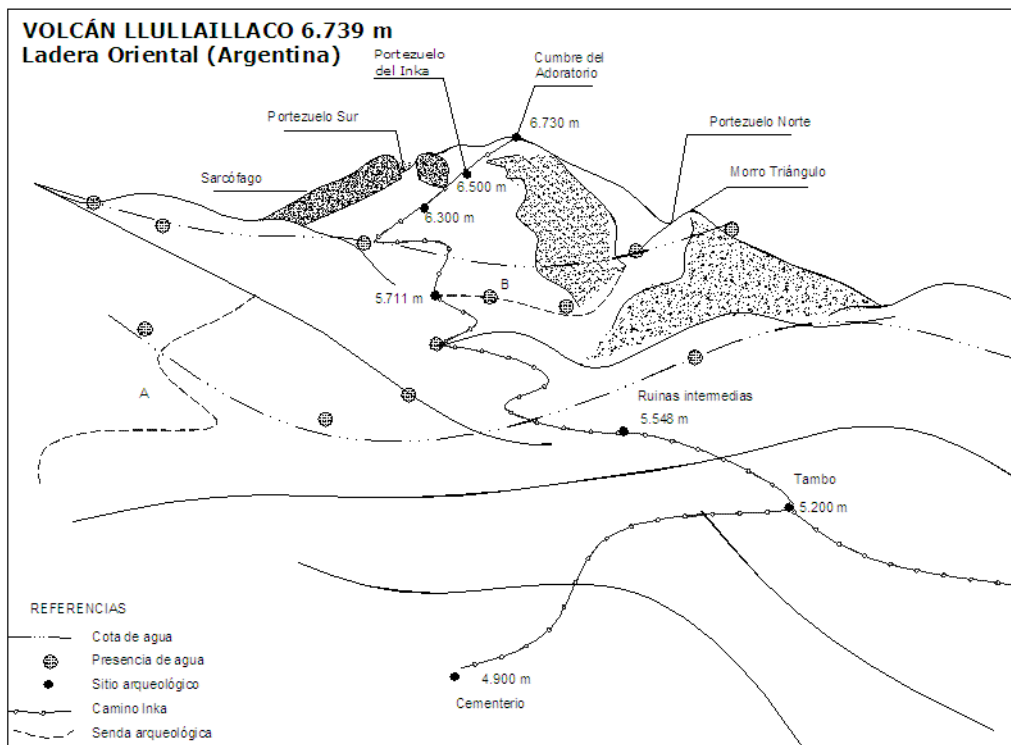 VOLCÁN LLULLAILLACO 6.739 m
Ladera Oriental (Argentina)
Portezuelo
del Inka
Cumbre del
Adoratorio
6.730 m
Portezuelo Sur
Portezuelo Norte
Sarcófago
Morro Triángulo
6.500 m
6.300 m
5.711 m
B
A
Ruinas intermedias
5.548 m
Tambo
5.200 m
4.900 m
Cementerio
REFERENCIAS
Cota de agua
Presencia de agua
Sitio arqueológico
Camino Inka
Senda arqueológica